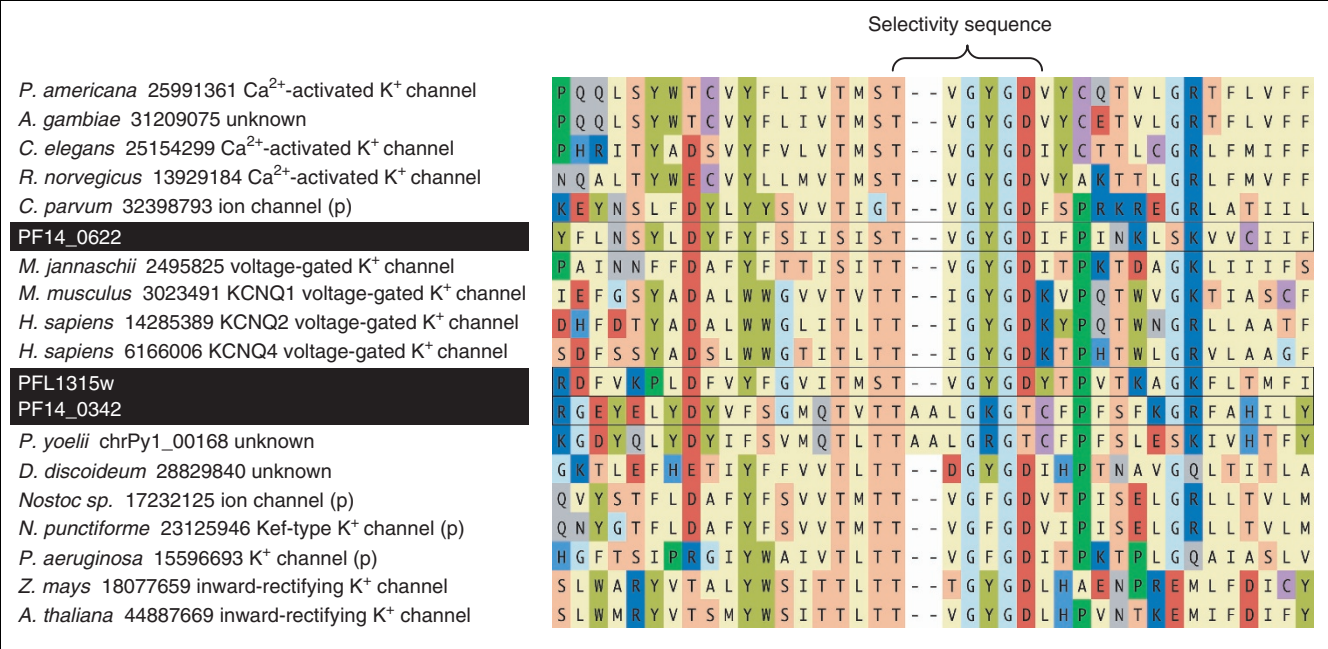 Selectivity sequence
P. americana 25991361 Ca2+-activated K+ channel P Q Q L S Y W T C V Y F L I V T M S T - - V G Y G D V Y C Q T V L G R T F L V F F
A. gambiae 31209075 unknown P Q Q L S Y W T C V Y F L I V T M S T - - V G Y G D V Y C E T V L G R T F L V F F
C. elegans 25154299 Ca2+-activated K+ channel P H R I T Y A D S V Y F V L V T M S T - - V G Y G D I Y C T T L C G R L F M I F F
R. norvegicus 13929184 Ca2+-activated K+ channel N Q A L T Y W E C V Y L L M V T M S T - - V G Y G D V Y A K T T L G R L F M V F F
C. parvum 32398793 ion channel (p) K E Y N S L F D Y L Y Y S V V T I G T - - V G Y G D F S P R K R E G R L A T I I L
PF14_0622 Y F L N S Y L D Y F Y F S I I S I S T - - V G Y G D I F P I N K L S K V V C I I F
M. jannaschii 2495825 voltage-gated K+ channel P A I N N F F D A F Y F T T I S I T T - - V G Y G D I T P K T D A G K L I I I F S
M. musculus 3023491 KCNQ1 voltage-gated K+ channel I E F G S Y A D A L W W G V V T V T T - - I G Y G D K V P Q T W V G K T I A S C F
H. sapiens 14285389 KCNQ2 voltage-gated K+ channel D H F D T Y A D A L W W G L I T L T T - - I G Y G D K Y P Q T W N G R L L A A T F
H. sapiens 6166006 KCNQ4 voltage-gated K+ channel S D F S S Y A D S L W W G T I T L T T - - I G Y G D K T P H T W L G R V L A A G F
PFL1315w R D F V K P L D F V Y F G V I T M S T - - V G Y G D Y T P V T K A G K F L T M F I
PF14_0342 R G E Y E L Y D Y V F S G M Q T V T T A A L G K G T C F P F S F K G R F A H I L Y
P. yoelii chrPy1_00168 unknown K G D Y Q L Y D Y I F S V M Q T L T T A A L G R G T C F P F S L E S K I V H T F Y
D. discoideum 28829840 unknown G K T L E F H E T I Y F F V V T L T T - - D G Y G D I H P T N A V G Q L T I T L A
Nostoc sp. 17232125 ion channel (p) Q V Y S T F L D A F Y F S V V T M T T - - V G F G D V T P I S E L G R L L T V L M
N. punctiforme 23125946 Kef-type K+ channel (p) Q N Y G T F L D A F Y F S V V T M T T - - V G F G D V I P I S E L G R L L T V L M
P. aeruginosa 15596693 K+ channel (p) H G F T S I P R G I Y W A I V T L T T - - V G F G D I T P K T P L G Q A I A S L V
Z. mays 18077659 inward-rectifying K+ channel S L W A R Y V T A L Y W S I T T L T T - - T G Y G D L H A E N P R E M L F D I C Y
A. thaliana 44887669 inward-rectifying K+ channel S L W M R Y V T S M Y W S I T T L T T - - V G Y G D L H P V N T K E M I F D I F Y